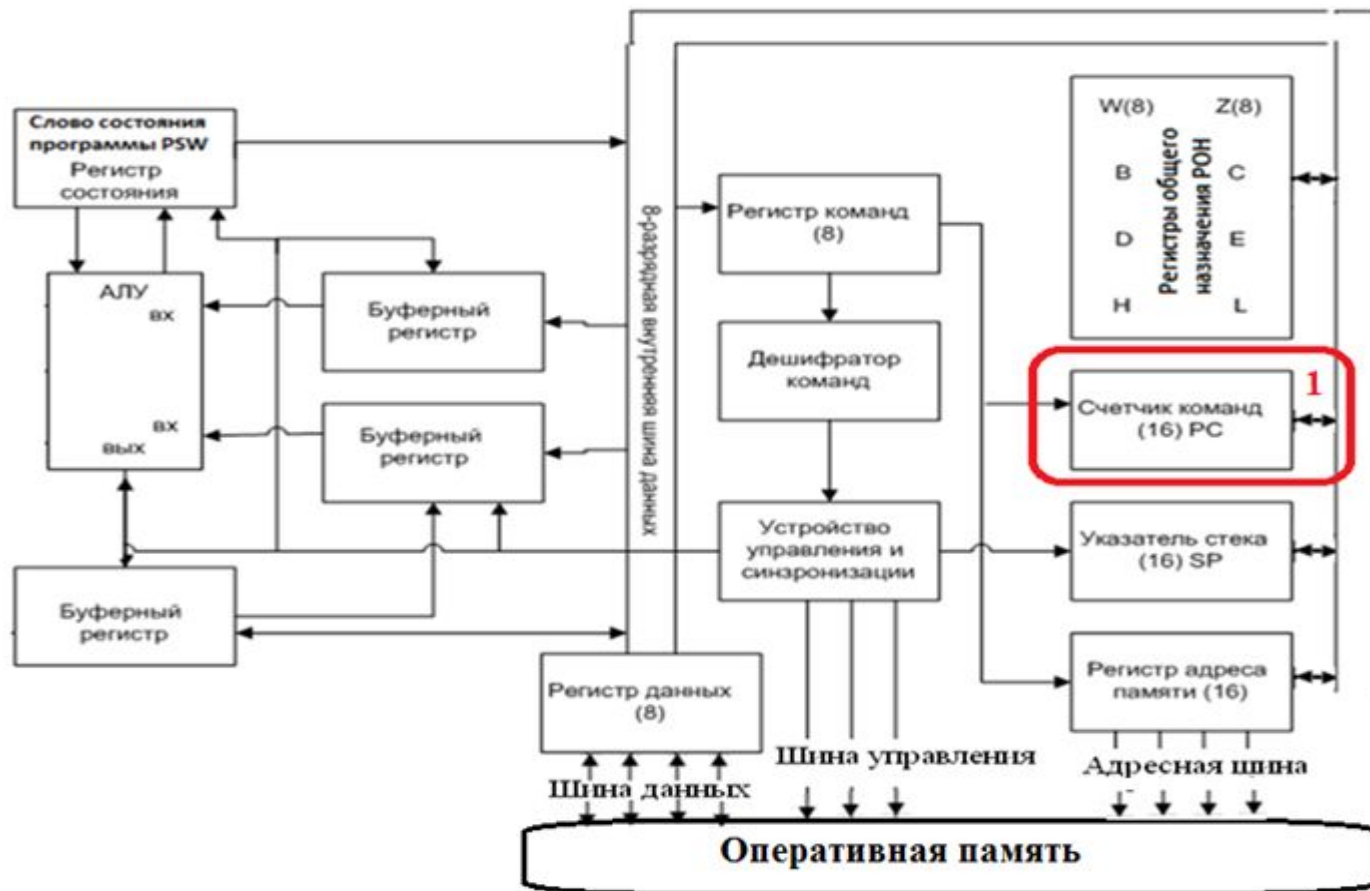 Слово состояния
программы PSW
Регистр
состояния
АЛУ
вх
вх
вых
Буферный
регистр
Буферный
регистр
Буферный
регистр
8-разрядная внутренняя шина данных
Регистр команд
(8)
Дешифратор
команд
Устройство
управления и
синзронизации
Регистр данных
(8)
W(8) Z(8)
B C
D E
H L
Регистры общего
назначения РОН
1
Счетчик команд
(16) PC
Указатель стека
(16) SP
Регистр адреса
памяти (16)
Шина данных
Шина управления
Адресная шина
Оперативная память